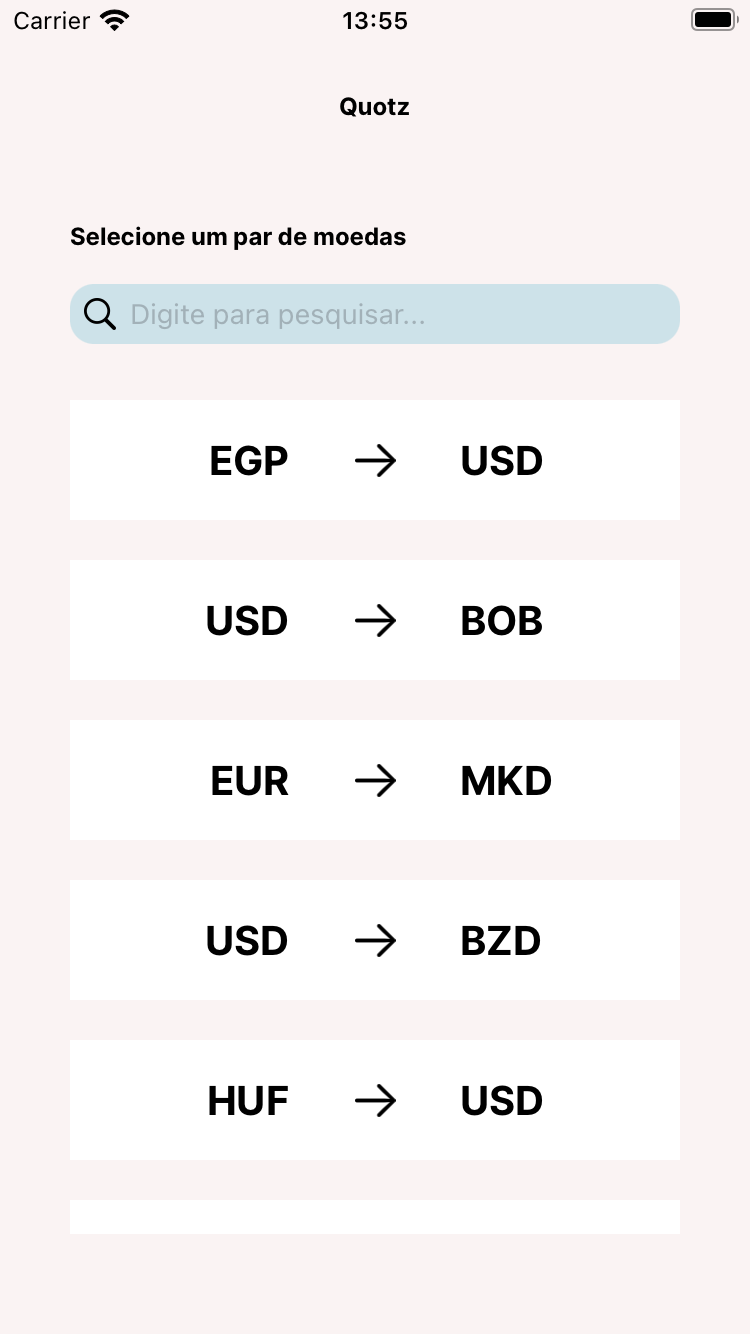 Carrier 13:55
Quotz
Selecione um par de moedas
Digite para pesquisar...
EGP → USD
USD → BOB
EUR → MKD
USD → BZD
HUF → USD